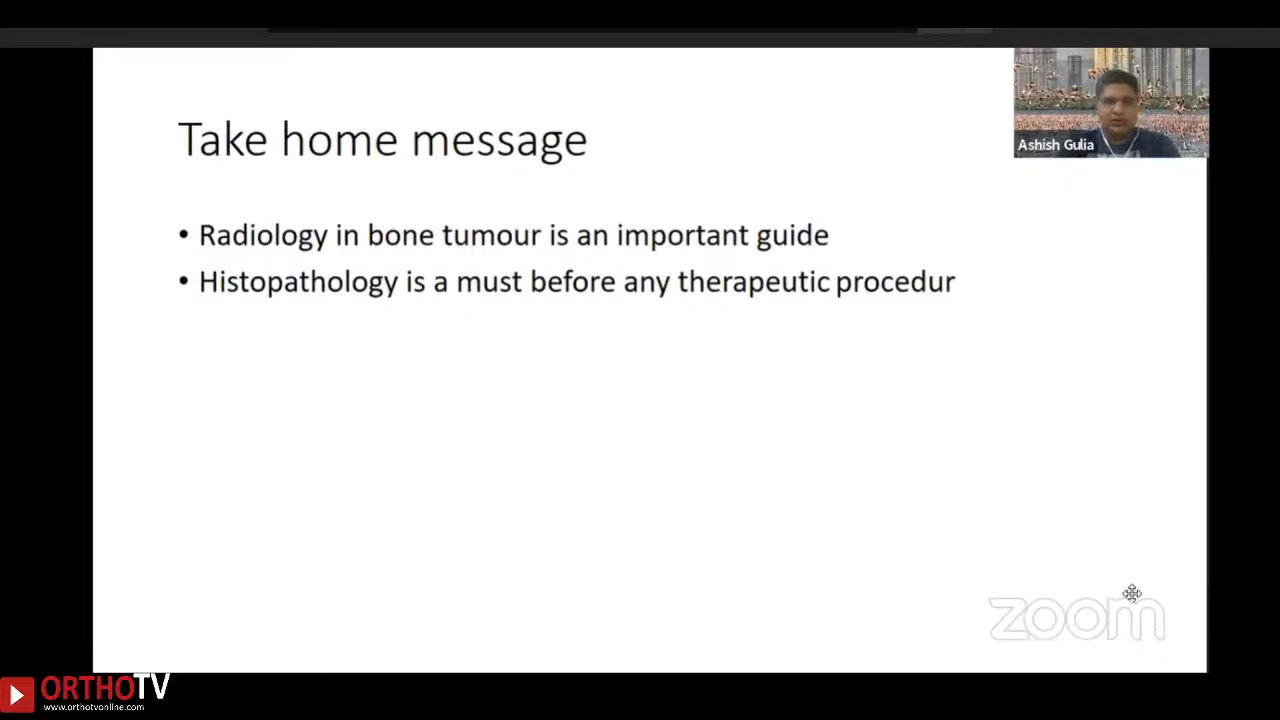 Take home message
Ashish Gulia
• Radiology in bone tumour is an important guide
• Histopathology is a must before any therapeutic procedur
zoom
ORTHOTV
www.orthotvonline.com